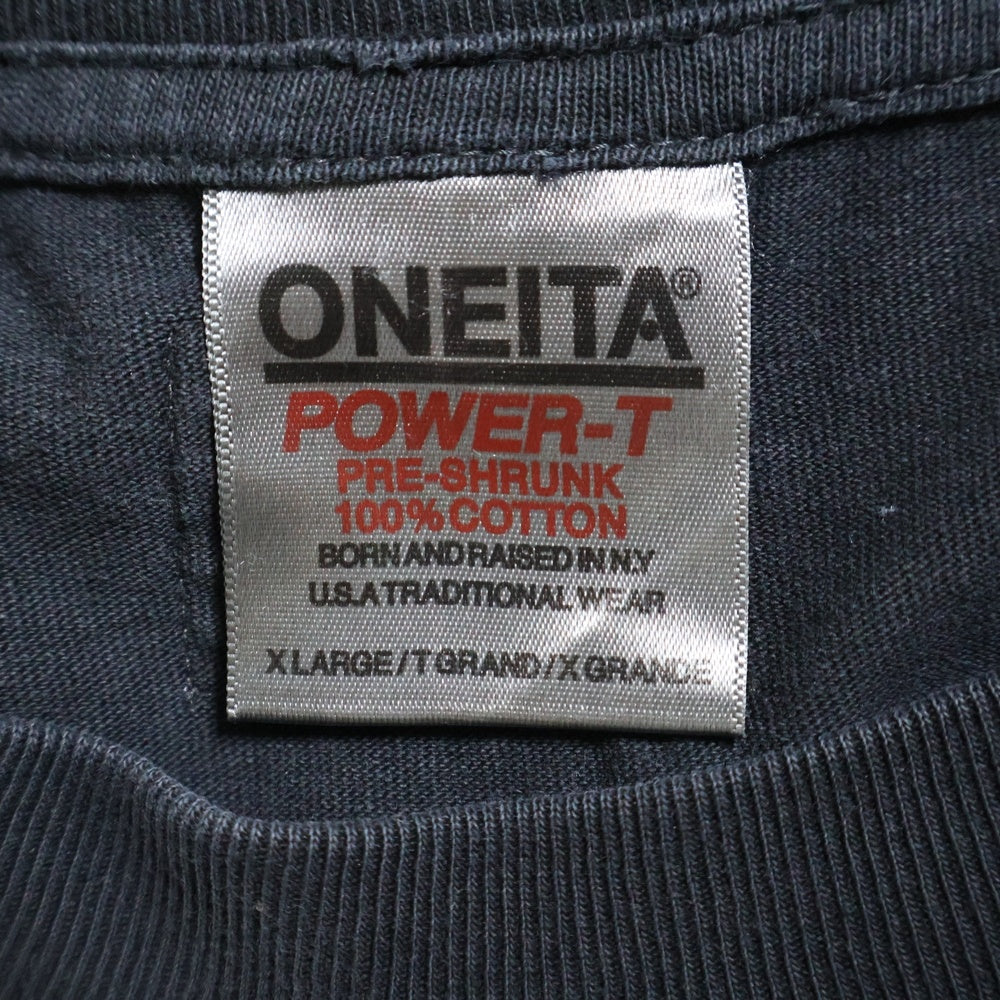 ONEITA®
POWER-T
PRE-SHRUNK
100% COTTON
BORN AND RAISED IN N.Y
U.S.A TRADITIONAL WEAR
X LARGE / T GRAND / X GRANDE